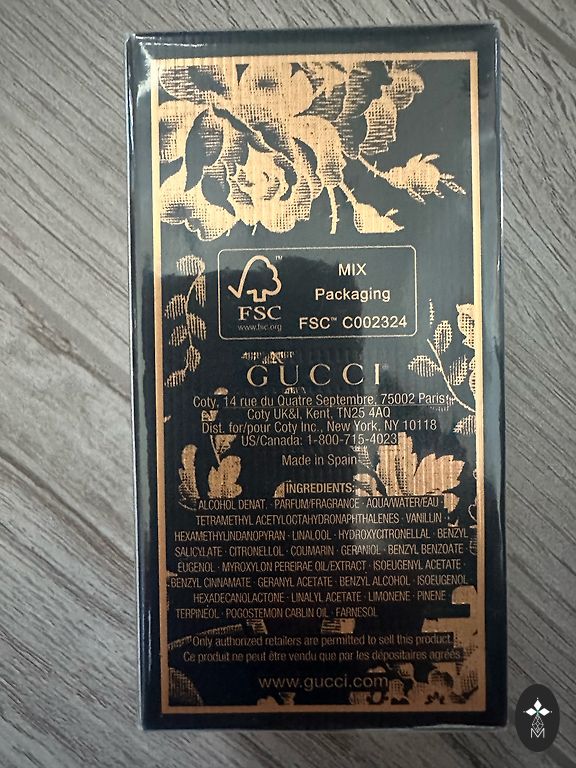 FSC™
www.fsc.org
MIX
Packaging
FSC™ C002324
GUCCI
Coty, 14 rue du Quatre Septembre, 75002 Paris
Coty UK&I, Kent, TN25 4AQ
Dist. for/pour Coty Inc., New York, NY 10118
US/Canada: 1-800-715-4023
Made in Spain
INGREDIENTS:
ALCOHOL DENAT. · PARFUM/FRAGRANCE · AQUA/WATER/EAU ·
TETRAMETHYL ACETYLOCTAHYDRONAPHTHALENES · VANILLIN ·
HEXAMETHYLINDANOPYRAN · LINALOOL · HYDROXYCITRONELLAL · BENZYL
SALICYLATE · CITRONELLOL · COUMARIN · GERANIOL · BENZYL BENZOATE
EUGENOL · MYROXYLON PEREIRAE OIL/EXTRACT · ISOEUGENYL ACETATE ·
BENZYL CINNAMATE · GERANYL ACETATE · BENZYL ALCOHOL · ISOEUGENOL
HEXADECANOLACTONE · LINALYL ACETATE · LIMONENE · PINENE
TERPINEOL · POGOSTEMON CABLIN OIL · FARNESOL
Only authorized retailers are permitted to sell this product.
Ce produit ne peut être vendu que par les dépositaires agréés.
www.gucci.com
M